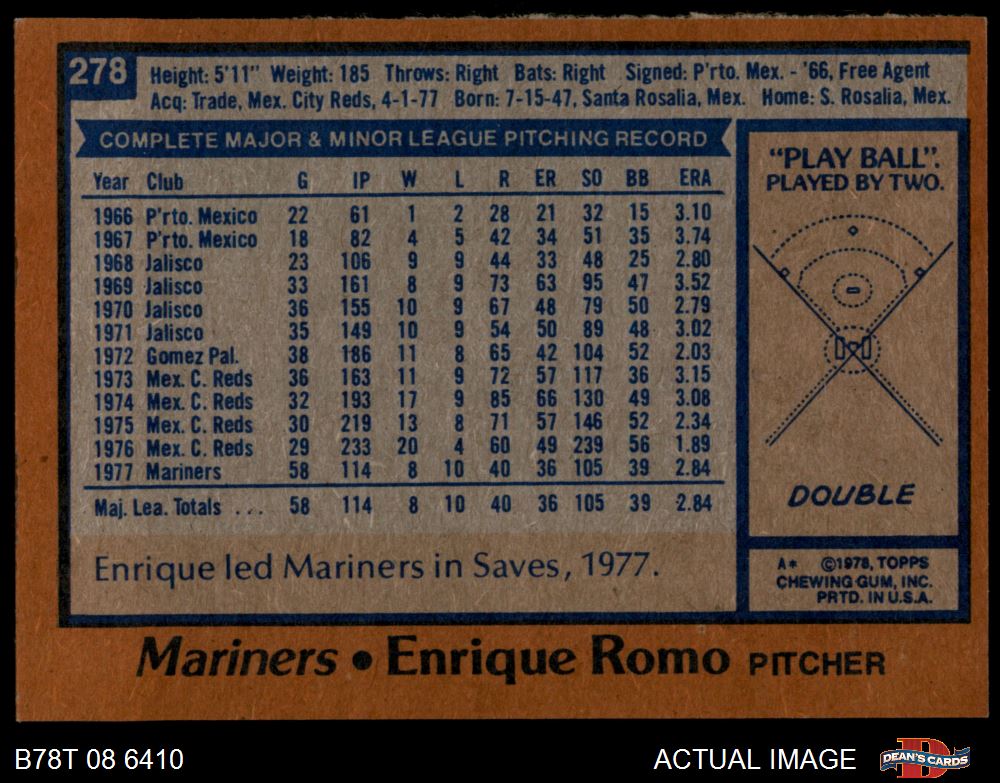 278
Height: 5'11" Weight: 185 Throws: Right Bats: Right Signed: P'rto. Mex. - '66, Free Agent
Acq: Trade, Mex. City Reds, 4-1-77 Born: 7-15-47, Santa Rosalia, Mex. Home: S. Rosalia, Mex.
COMPLETE MAJOR & MINOR LEAGUE PITCHING RECORD
Year Club G IP W L R ER SO BB ERA
1966 P'rto. Mexico 22 61 1 2 28 21 32 15 3.10
1967 P'rto. Mexico 18 82 4 5 42 34 51 35 3.74
1968 Jalisco 23 106 9 9 44 33 48 25 2.80
1969 Jalisco 33 161 8 9 73 63 95 47 3.52
1970 Jalisco 36 155 10 9 67 48 79 50 2.79
1971 Jalisco 35 149 10 9 54 50 89 48 3.02
1972 Gomez Pal. 38 186 11 8 65 42 104 52 2.03
1973 Mex. C. Reds 36 163 11 9 72 57 117 36 3.15
1974 Mex. C. Reds 32 193 17 9 85 66 130 49 3.08
1975 Mex. C. Reds 30 219 13 8 71 57 146 52 2.34
1976 Mex. C. Reds 29 233 20 4 60 49 239 56 1.89
1977 Mariners 58 114 8 10 40 36 105 39 2.84
Maj. Lea. Totals ... 58 114 8 10 40 36 105 39 2.84
Enrique led Mariners in Saves, 1977.
"PLAY BALL".
PLAYED BY TWO.
DOUBLE
A* ©1978, TOPPS
CHEWING GUM, INC.
PRTD. IN U.S.A.
Mariners • Enrique Romo PITCHER
B78T 08 6410
ACTUAL IMAGE
DEAN'S CARDS